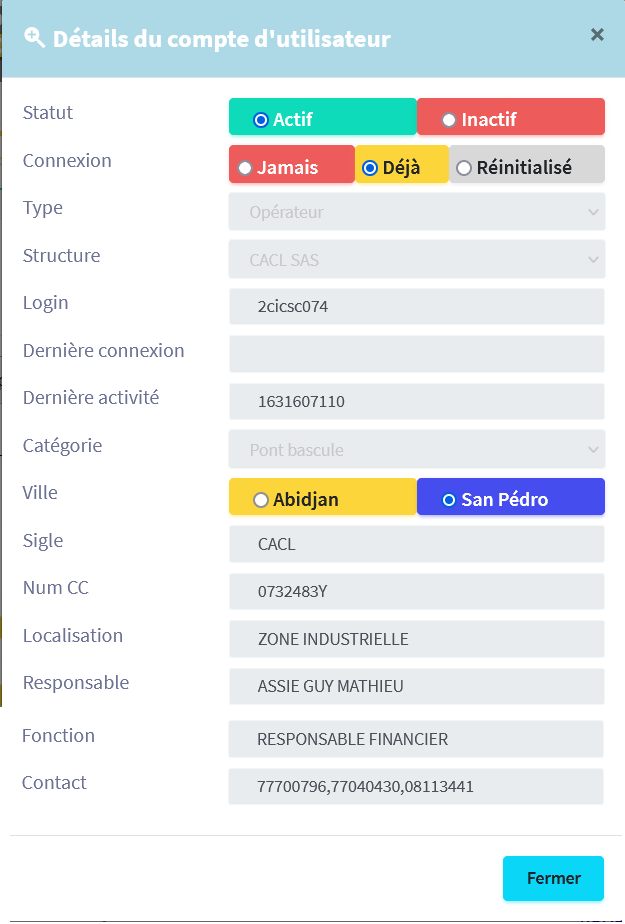 Détails du compte d'utilisateur ×
Statut Actif Inactif
Connexion Jamais Déjà Réinitialisé
Type Opérateur
Structure CACL SAS
Login 2cicsc074
Dernière connexion
Dernière activité 1631607110
Catégorie Pont bascule
Ville Abidjan San Pédro
Sigle CACL
Num CC 0732483Y
Localisation ZONE INDUSTRIELLE
Responsable ASSIE GUY MATHIEU
Fonction RESPONSABLE FINANCIER
Contact 77700796,77040430,08113441
Fermer